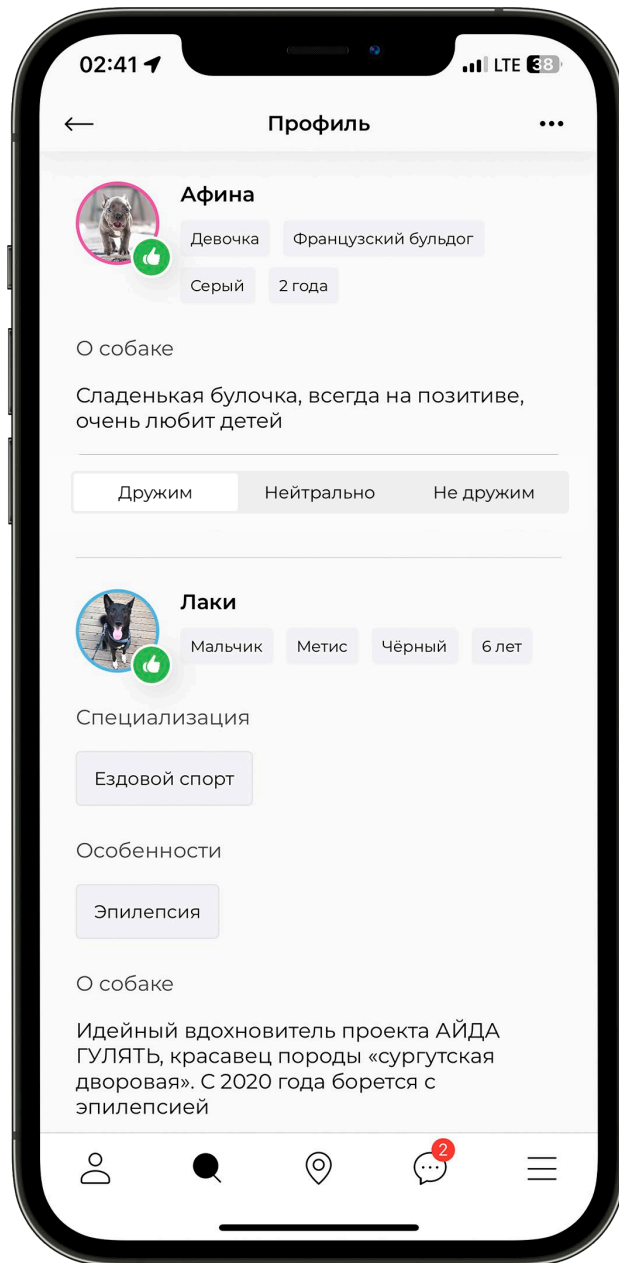 02:41
LTE 38
Профиль
Афина
Девочка Французский бульдог
Серый 2 года
О собаке
Сладенькая булочка, всегда на позитиве,
очень любит детей
Дружим Нейтрально Не дружим
Лаки
Мальчик Метис Чёрный 6 лет
Специализация
Ездовой спорт
Особенности
Эпилепсия
О собаке
Идейный вдохновитель проекта АЙДА
ГУЛЯТЬ, красавец породы «сургутская
дворовая». С 2020 года борется с
эпилепсией
2